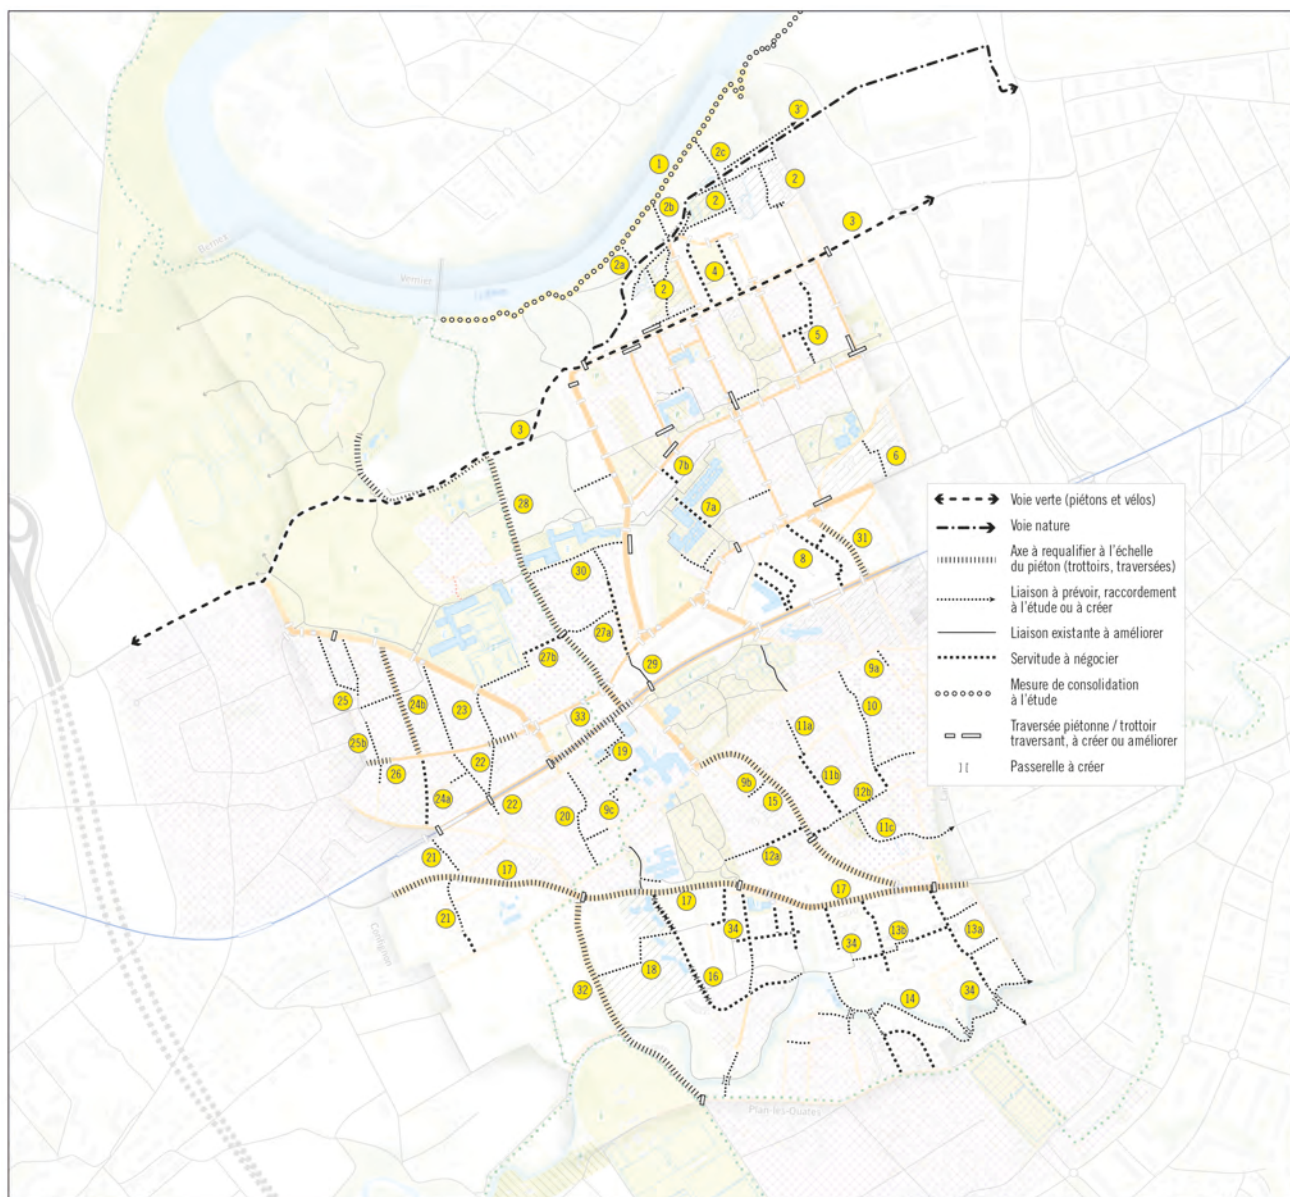 3'
1
2c
2
2b
2
3
2a
4
2
Bernex
Vernier
Le Rhône
5
3
6
7b
7a
28
8
31
30
27a
27b
29
9a
25
24b
23
33
10
25b
11a
19
26
22
11b
9b
12b
24a
22
20
9c
15
11c
21
12a
17
17
17
21
34
34
13b
13a
Confignon
18
16
32
14
34
Plan-les-Ouates
Voie verte (piétons et vélos)
Voie nature
Axe à requalifier à l'échelle
du piéton (trottoirs, traversées)
Liaison à prévoir, raccordement
à l'étude ou à créer
Liaison existante à améliorer
Servitude à négocier
Mesure de consolidation
à l'étude
Traversée piétonne / trottoir
traversant, à créer ou améliorer
Passerelle à créer